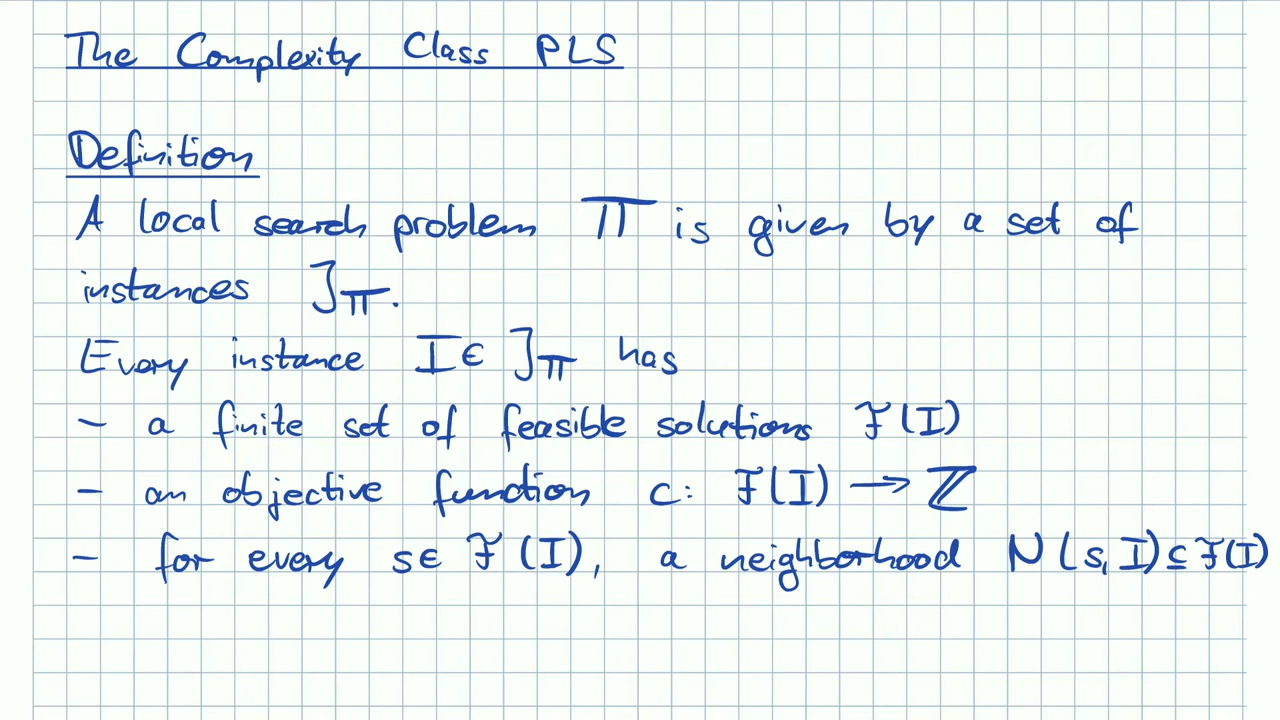 The Complexity Class PLS
Definition
A local search problem Π is given by a set of
instances ℐ_Π.
Every instance I ∈ ℐ_Π has
- a finite set of feasible solutions ℱ(I)
- an objective function c: ℱ(I) → ℤ
- for every s ∈ ℱ(I), a neighborhood N(s, I) ⊆ ℱ(I)